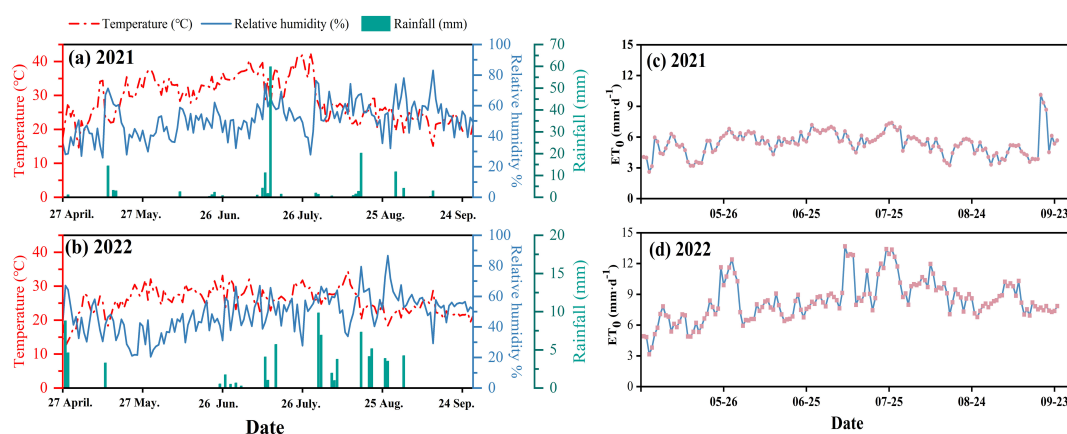 Temperature (℃) Relative humidity (%) Rainfall (mm)
(a) 2021
Temperature (℃)
40
30
20
10
0
100
80
60
40
20
0
Relative humidity %
70
60
50
40
30
20
10
0
Rainfall (mm)
27 April. 27 May. 26 Jun. 26 July. 25 Aug. 24 Sep.
(b) 2022
Temperature (℃)
40
30
20
10
0
100
80
60
40
20
0
Relative humidity %
20
15
10
5
0
Rainfall (mm)
27 April. 27 May. 26 Jun. 26 July. 25 Aug. 24 Sep.
Date
(c) 2021
ET0 (mm·d-1)
15
12
9
6
3
0
05-26 06-25 07-25 08-24 09-23
(d) 2022
ET0 (mm·d-1)
15
12
9
6
3
0
05-26 06-25 07-25 08-24 09-23
Date